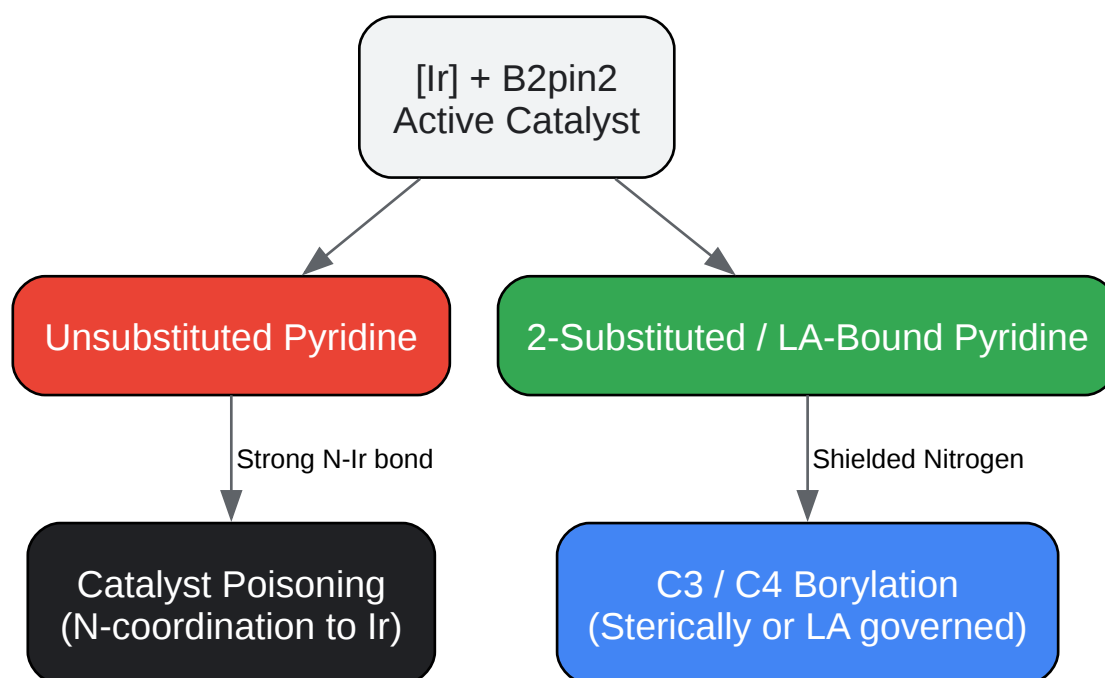 [Ir] + B2pin2
Active Catalyst
Unsubstituted Pyridine
2-Substituted / LA-Bound Pyridine
Strong N-Ir bond
Shielded Nitrogen
Catalyst Poisoning
(N-coordination to Ir)
C3 / C4 Borylation
(Sterically or LA governed)